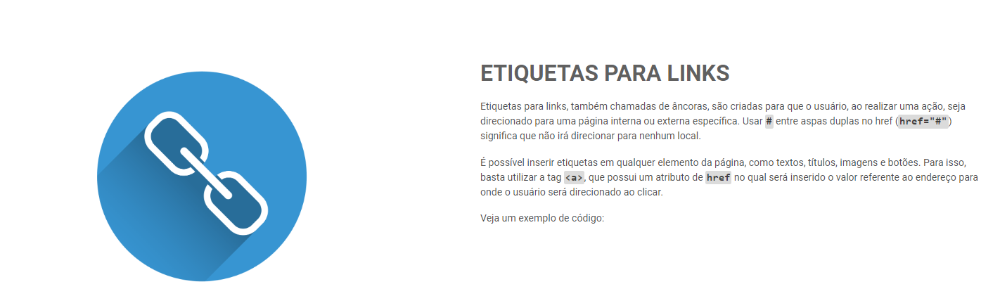 ETIQUETAS PARA LINKS
Etiquetas para links, também chamadas de âncoras, são criadas para que o usuário, ao realizar uma ação, seja
direcionado para uma página interna ou externa específica. Usar # entre aspas duplas no href (href="#")
significa que não irá direcionar para nenhum local.
É possível inserir etiquetas em qualquer elemento da página, como textos, títulos, imagens e botões. Para isso,
basta utilizar a tag <a>, que possui um atributo de href no qual será inserido o valor referente ao endereço para
onde o usuário será direcionado ao clicar.
Veja um exemplo de código: